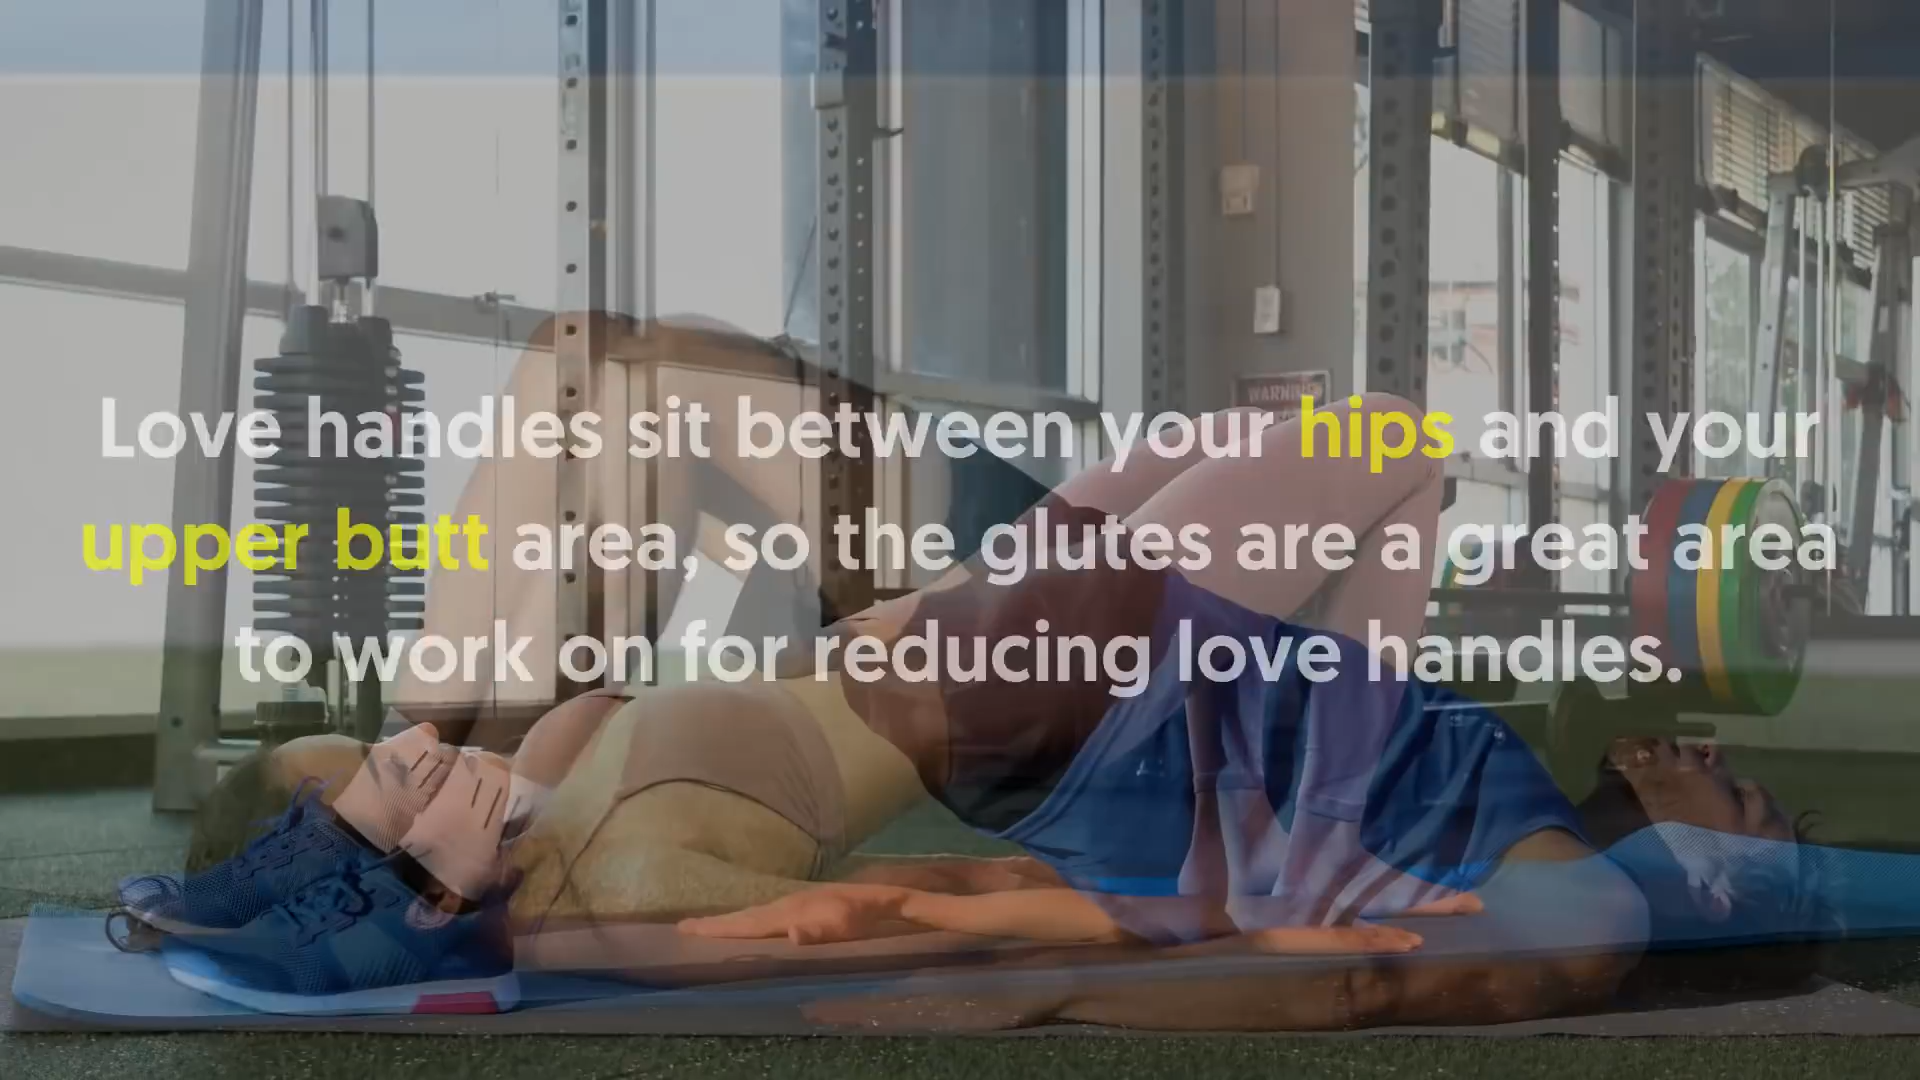 WARNING
Love handles sit between your hips and your
upper butt area, so the glutes are a great area
to work on for reducing love handles.